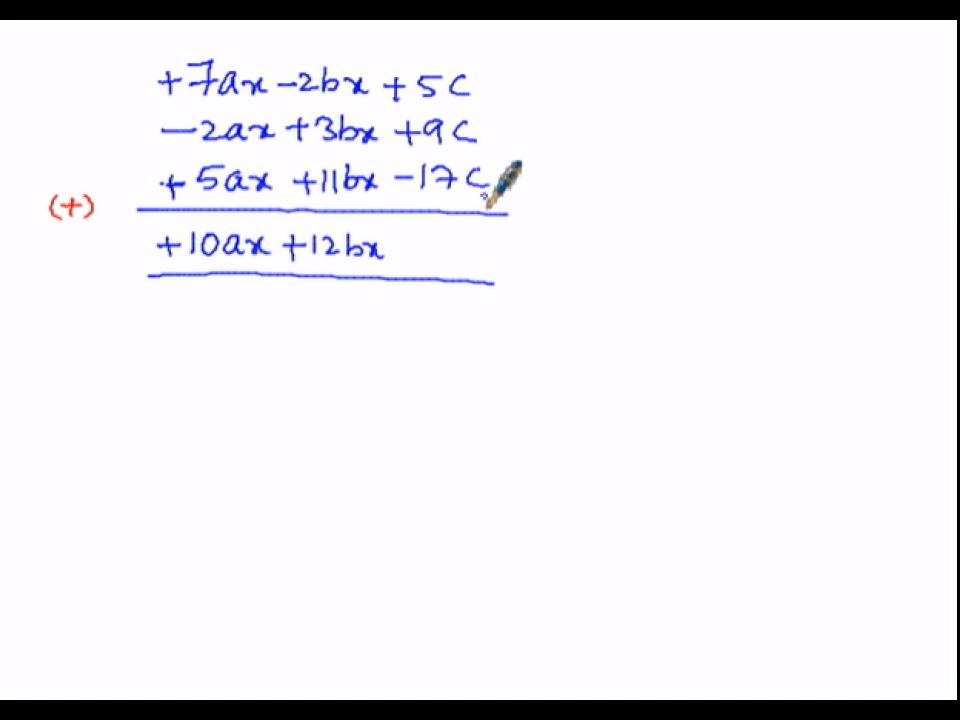 +7ax -2bx +5c
-2ax +3bx +9c
+5ax +11bx -17c
(+)
+10ax +12bx